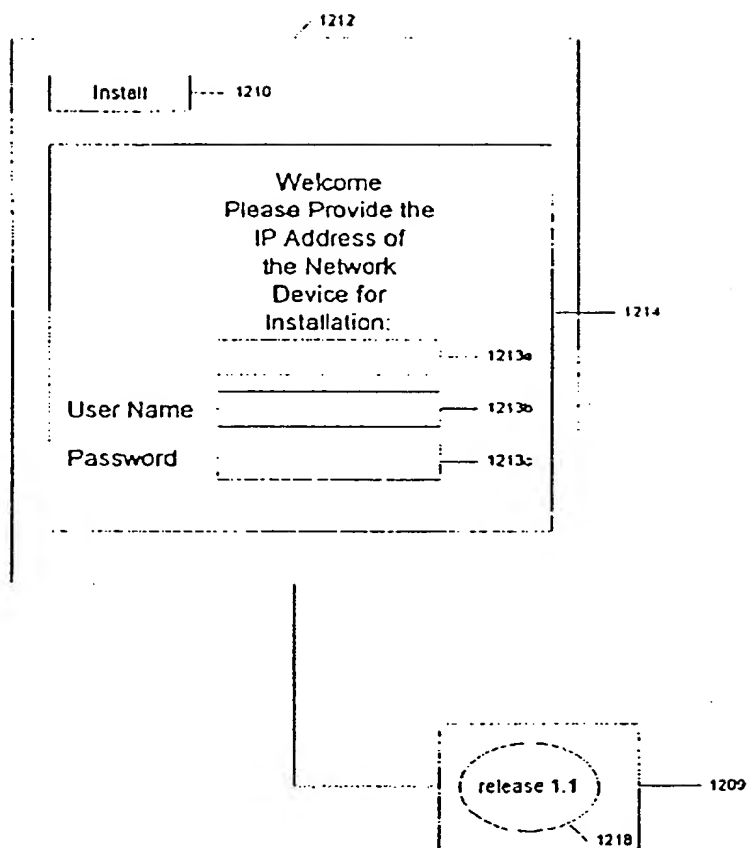 1212
Install 1210
Welcome
Please Provide the
IP Address of
the Network
Device for
Installation:
1214
1213a
User Name 1213b
Password 1213c
release 1.1 1209
1218